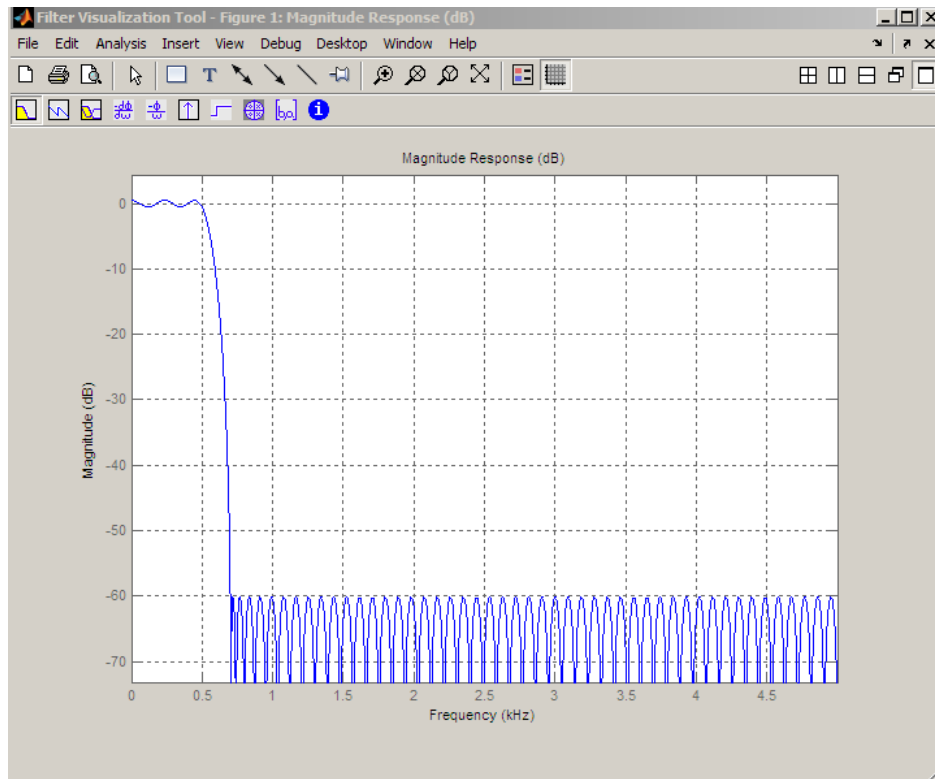 Filter Visualization Tool - Figure 1: Magnitude Response (dB)
File Edit Analysis Insert View Debug Desktop Window Help
T
[b,a]
i
Magnitude Response (dB)
0
-10
-20
-30
-40
-50
-60
-70
Magnitude (dB)
0 0.5 1 1.5 2 2.5 3 3.5 4 4.5
Frequency (kHz)